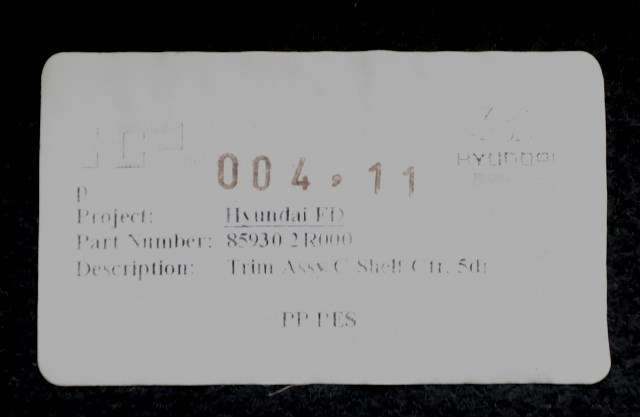 HYUNDAI
004,11
p
Project: Hyundai FD
Part Number: 85930 2R000
Description: Trim Assy C Shelf Ctr, 5dr
PP PES